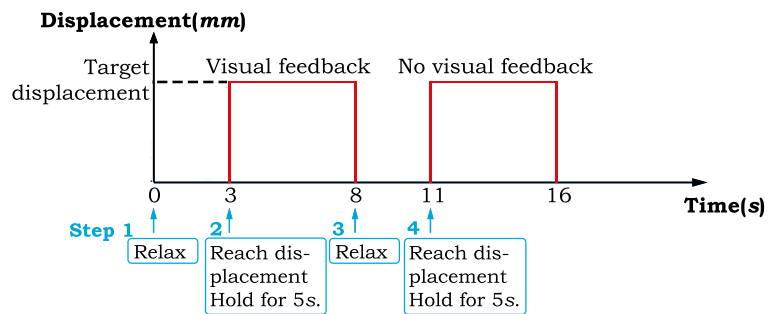 Displacement(mm)
Target
displacement
Visual feedback
No visual feedback
0
3
8
11
16
Time(s)
Step 1
2
3
4
Relax
Reach dis-
placement
Hold for 5s.
Relax
Reach dis-
placement
Hold for 5s.